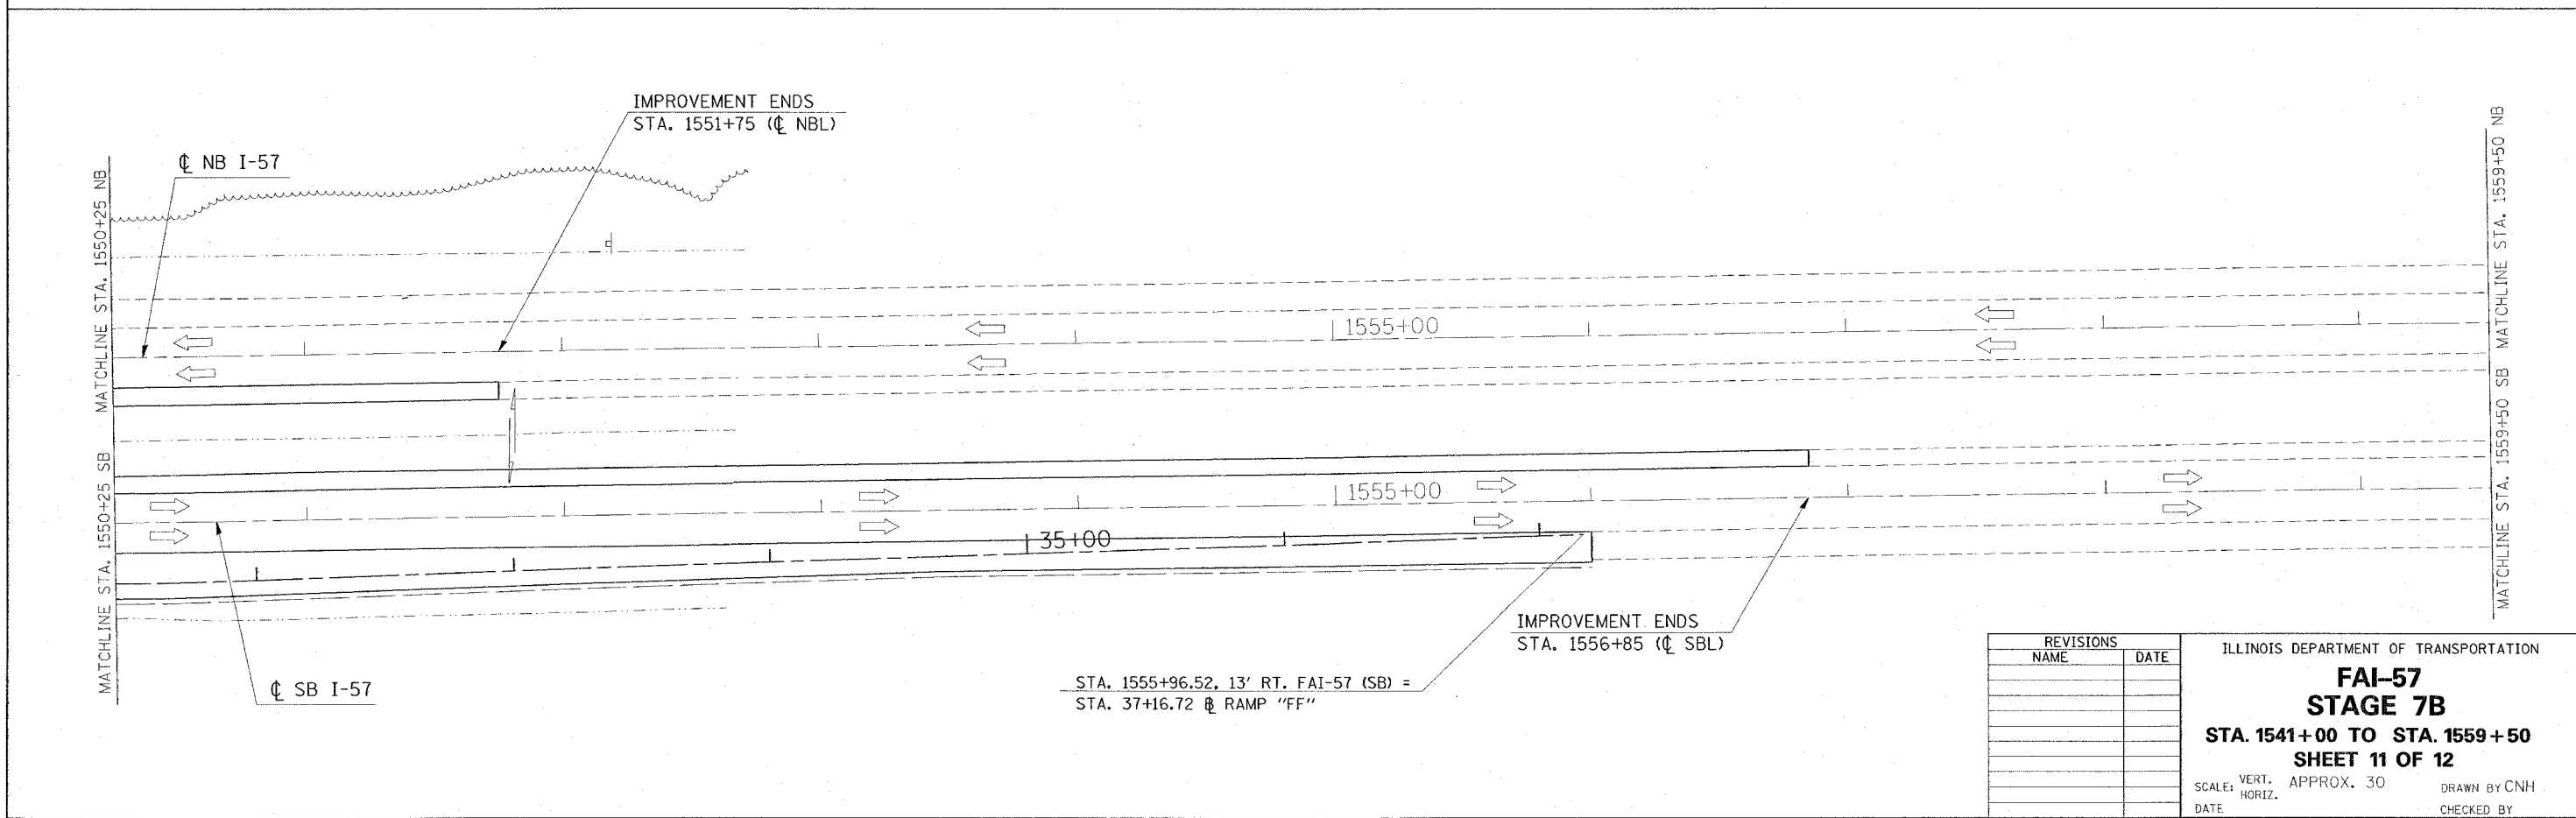 IMPROVEMENT ENDS
STA. 1551+75 (℄ NBL)
℄ NB I-57
MATCHLINE STA. 1550+25 NB
MATCHLINE STA. 1559+50 NB
1555+00
MATCHLINE STA. 1550+25 SB
MATCHLINE STA. 1559+50 SB
1555+00
35+00
IMPROVEMENT ENDS
STA. 1556+85 (℄ SBL)
℄ SB I-57
STA. 1555+96.52, 13' RT. FAI-57 (SB) =
STA. 37+16.72 ⅊ RAMP "FF"
REVISIONS
NAME DATE
ILLINOIS DEPARTMENT OF TRANSPORTATION
FAI-57
STAGE 7B
STA. 1541+00 TO STA. 1559+50
SHEET 11 OF 12
SCALE: VERT. HORIZ. APPROX. 30
DRAWN BY CNH
DATE
CHECKED BY